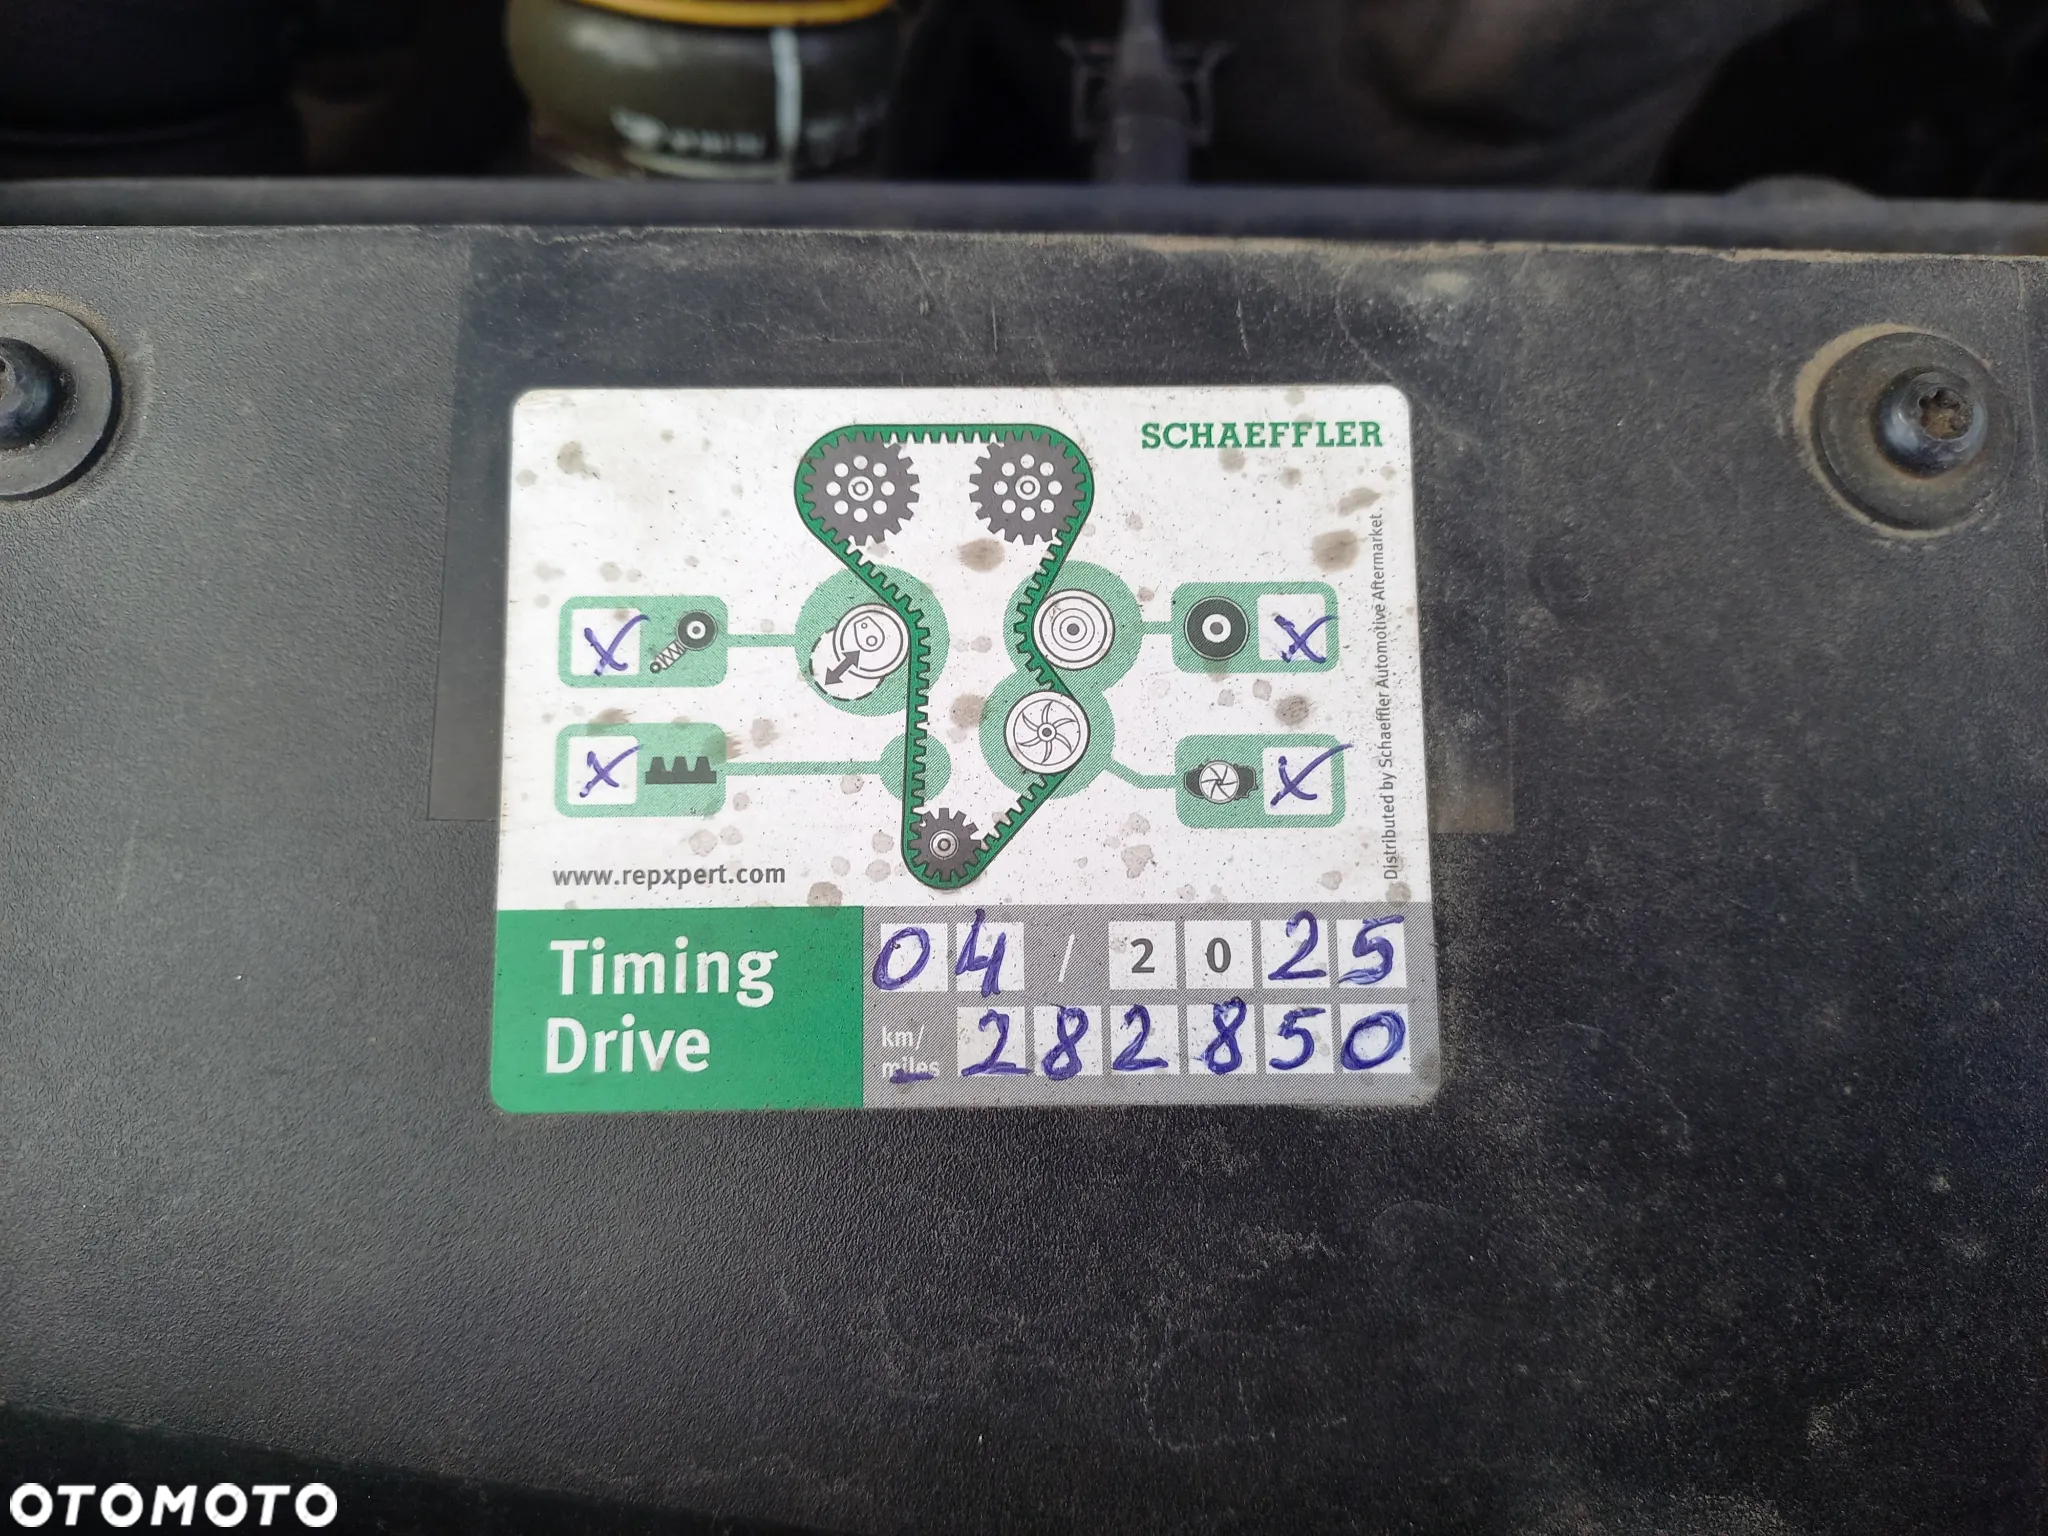 SCHAEFFLER
Distributed by Schaeffler Automotive Aftermarket.
X
X
X
X
www.repxpert.com
Timing
Drive
04 / 2025
km/
miles
282850
OTOMOTO